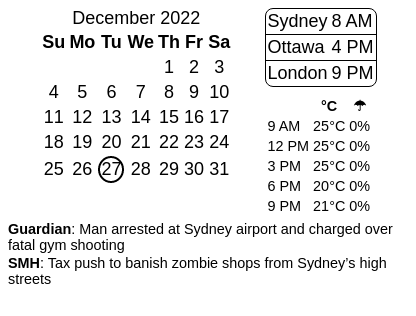 December 2022
Su Mo Tu We Th Fr Sa
1 2 3
4 5 6 7 8 9 10
11 12 13 14 15 16 17
18 19 20 21 22 23 24
25 26 27 28 29 30 31
Sydney 8 AM
Ottawa 4 PM
London 9 PM
°C ☂
9 AM 25°C 0%
12 PM 25°C 0%
3 PM 25°C 0%
6 PM 20°C 0%
9 PM 21°C 0%
Guardian: Man arrested at Sydney airport and charged over
fatal gym shooting
SMH: Tax push to banish zombie shops from Sydney’s high
streets